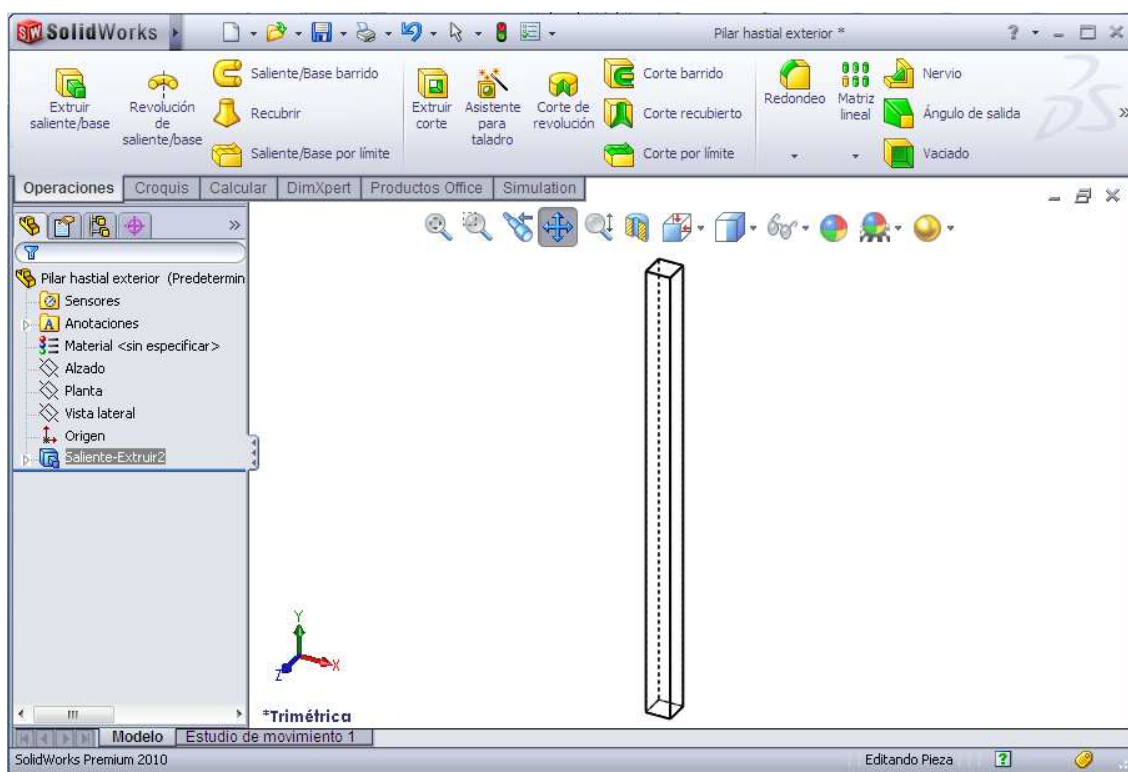 SolidWorks
Pilar hastial exterior *
Extruir saliente/base
Revolución de saliente/base
Saliente/Base barrido
Recubrir
Saliente/Base por límite
Extruir corte
Asistente para taladro
Corte de revolución
Corte barrido
Corte recubierto
Corte por límite
Redondeo
Matriz lineal
Nervio
Ángulo de salida
Vaciado
Operaciones
Croquis
Calcular
DimXpert
Productos Office
Simulation
Pilar hastial exterior (Predetermin
Sensores
Anotaciones
Material <sin especificar>
Alzado
Planta
Vista lateral
Origen
Saliente-Extruir2
Y
X
Z
*Trimétrica
Modelo
Estudio de movimiento 1
SolidWorks Premium 2010
Editando Pieza